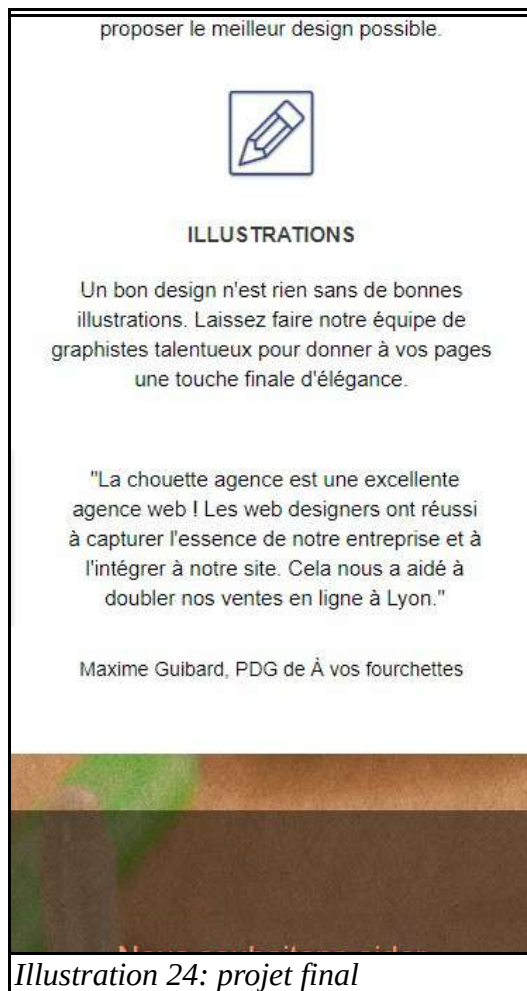 proposer le meilleur design possible.
ILLUSTRATIONS
Un bon design n'est rien sans de bonnes
illustrations. Laissez faire notre équipe de
graphistes talentueux pour donner à vos pages
une touche finale d'élégance.
"La chouette agence est une excellente
agence web ! Les web designers ont réussi
à capturer l'essence de notre entreprise et à
l'intégrer à notre site. Cela nous a aidé à
doubler nos ventes en ligne à Lyon."
Maxime Guibard, PDG de À vos fourchettes
Illustration 24: projet final